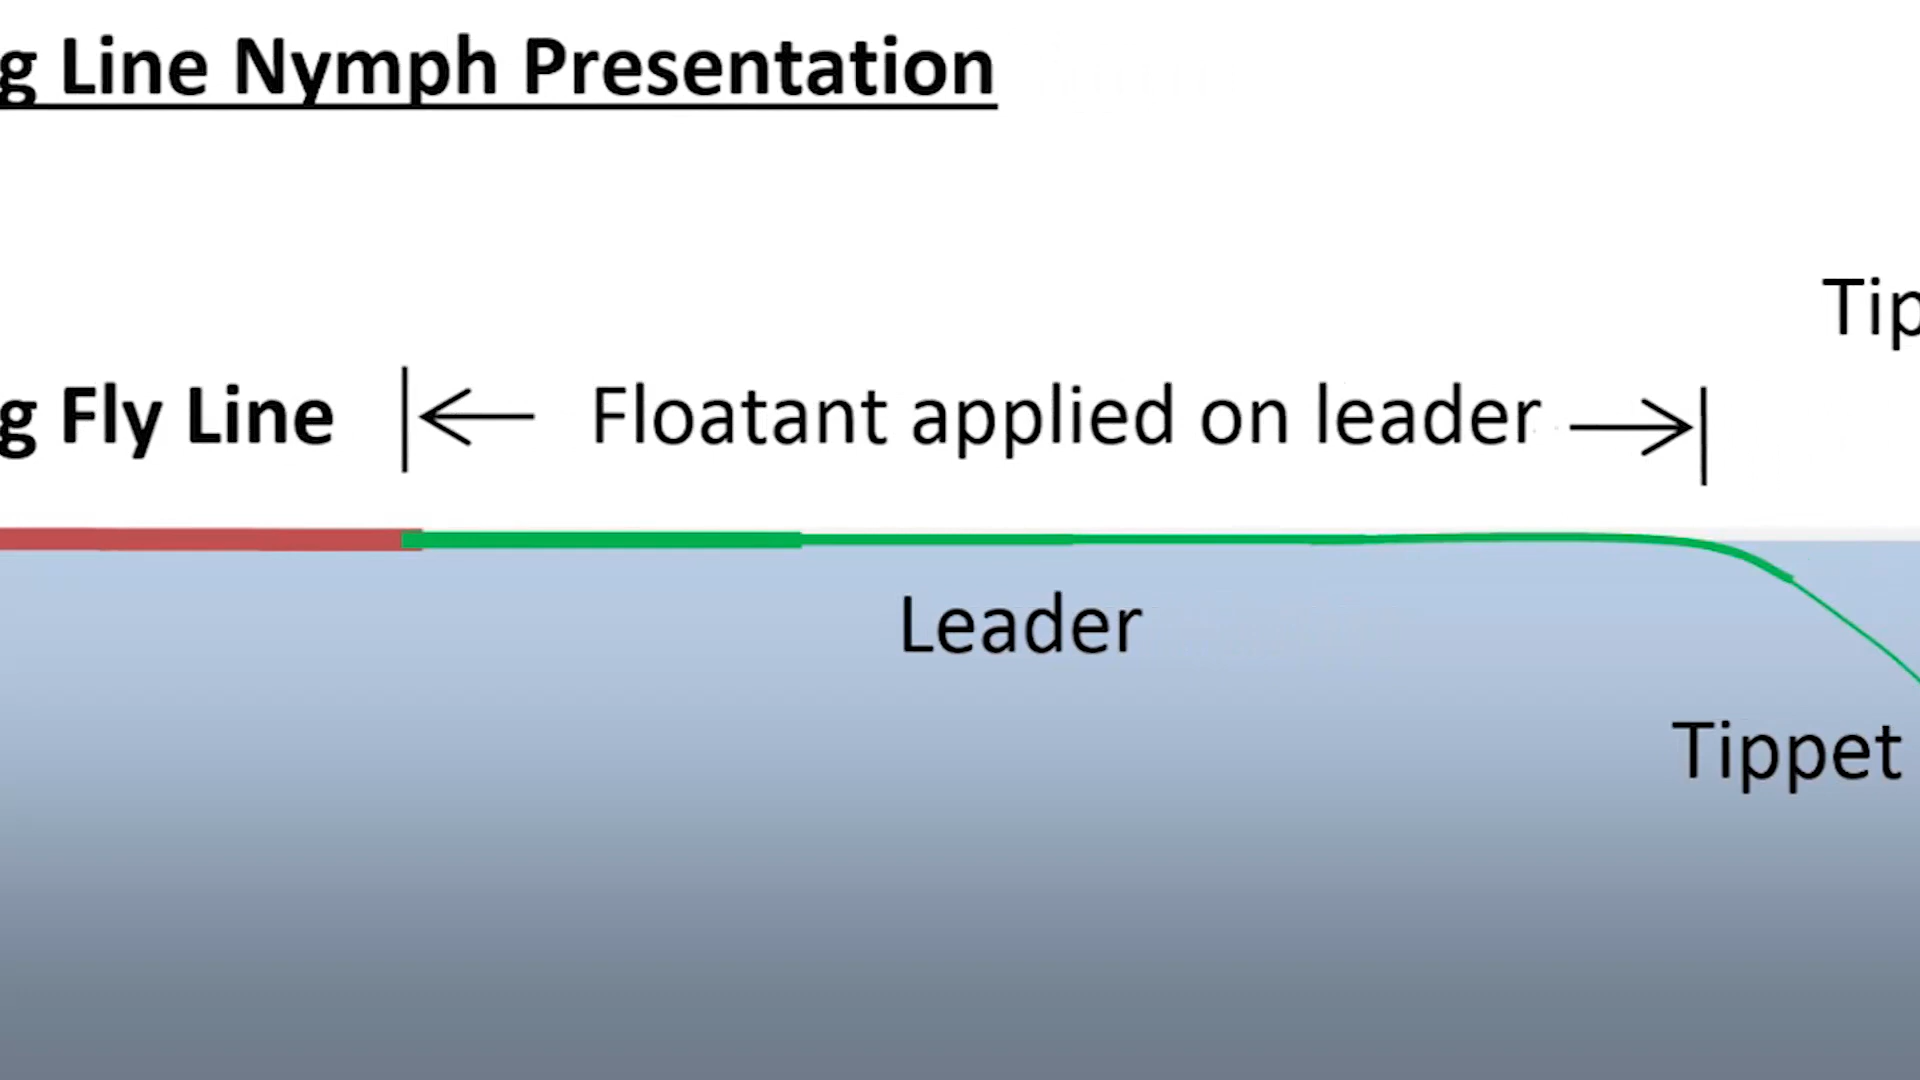 g Line Nymph Presentation
Tip
g Fly Line
Floatant applied on leader
Leader
Tippet